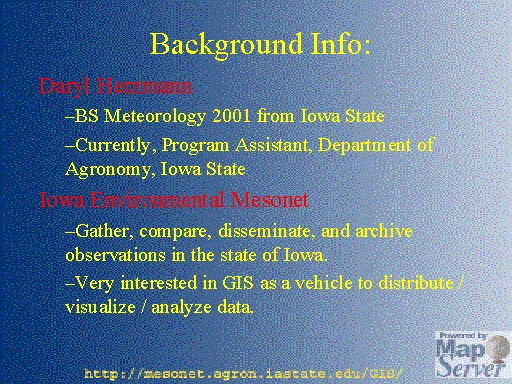 Background Info:
Daryl Herzmann
–BS Meteorology 2001 from Iowa State
–Currently, Program Assistant, Department of
Agronomy, Iowa State
Iowa Environmental Mesonet
–Gather, compare, disseminate, and archive
observations in the state of Iowa.
–Very interested in GIS as a vehicle to distribute /
visualize / analyze data.
Powered by
Map
Server
http://mesonet.agron.iastate.edu/GIS/